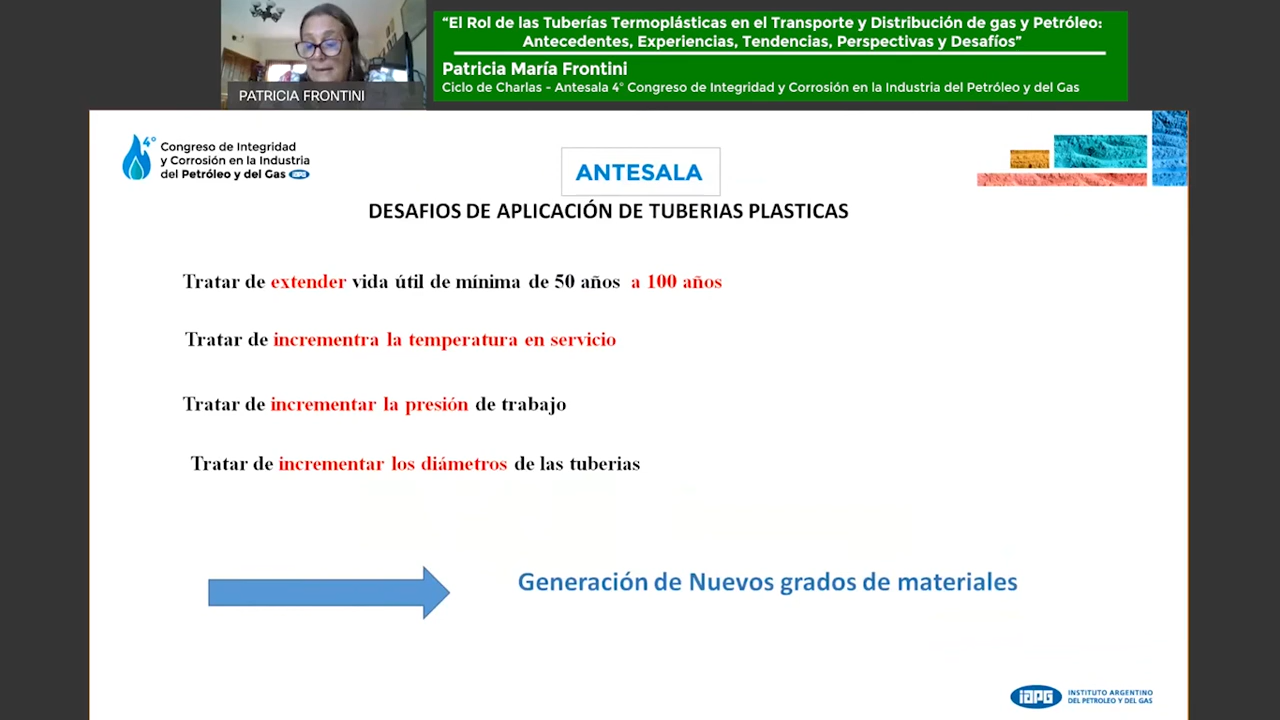 “El Rol de las Tuberías Termoplásticas en el Transporte y Distribución de gas y Petróleo:
Antecedentes, Experiencias, Tendencias, Perspectivas y Desafíos”
Patricia María Frontini
Ciclo de Charlas - Antesala 4° Congreso de Integridad y Corrosión en la Industria del Petróleo y del Gas
PATRICIA FRONTINI
4°
Congreso de Integridad
y Corrosión en la Industria
del Petróleo y del Gas iapg
ANTESALA
DESAFIOS DE APLICACIÓN DE TUBERIAS PLASTICAS
Tratar de extender vida útil de mínima de 50 años a 100 años
Tratar de incrementra la temperatura en servicio
Tratar de incrementar la presión de trabajo
Tratar de incrementar los diámetros de las tuberias
Generación de Nuevos grados de materiales
iapg INSTITUTO ARGENTINO
DEL PETROLEO Y DEL GAS